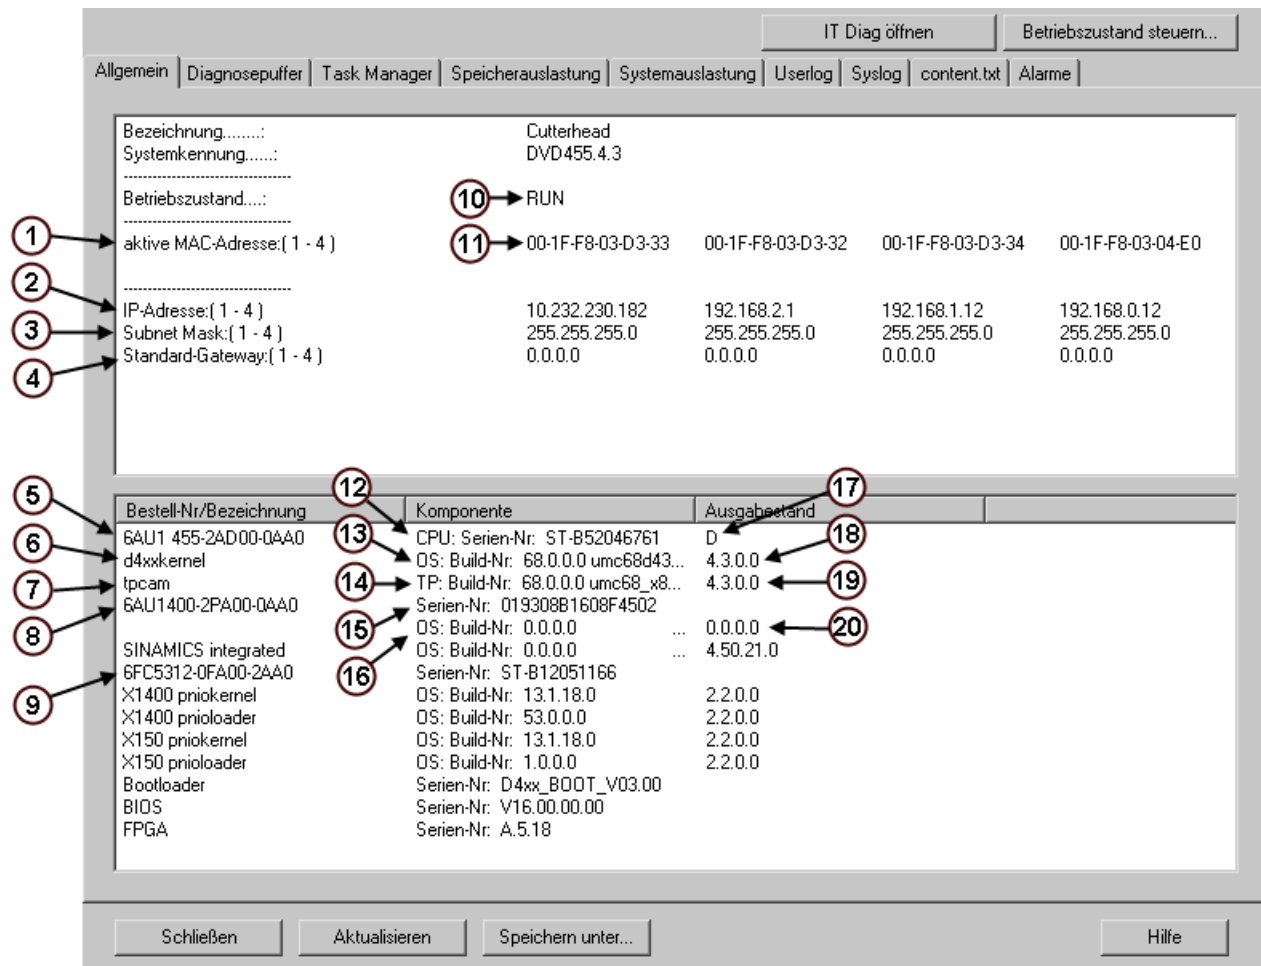 IT Diag öffnen Betriebszustand steuern...
Allgemein Diagnosepuffer Task Manager Speicherauslastung Systemauslastung Userlog Syslog content.txt Alarme
Bezeichnung........: Cutterhead
Systemkennung......: DVD455.4.3
------------------------------------
Betriebszustand....: 10 RUN
------------------------------------
1 aktive MAC-Adresse:( 1 - 4 ) 11 00-1F-F8-03-D3-33 00-1F-F8-03-D3-32 00-1F-F8-03-D3-34 00-1F-F8-03-04-E0
------------------------------------
2 IP-Adresse:( 1 - 4 ) 10.232.230.182 192.168.2.1 192.168.1.12 192.168.0.12
3 Subnet Mask:( 1 - 4 ) 255.255.255.0 255.255.255.0 255.255.255.0 255.255.255.0
4 Standard-Gateway:( 1 - 4 ) 0.0.0.0 0.0.0.0 0.0.0.0 0.0.0.0
12 17
5 Bestell-Nr/Bezeichnung Komponente Ausgabestand
6AU1 455-2AD00-0AA0 13 CPU: Serien-Nr: ST-B52046761 D 18
6 d4xxkernel OS: Build-Nr: 68.0.0.0 umc68d43... 4.3.0.0
7 tpcam 14 TP: Build-Nr: 68.0.0.0 umc68_x8... 4.3.0.0 19
8 6AU1400-2PA00-0AA0 Serien-Nr: 019308B1608F4502
15 OS: Build-Nr: 0.0.0.0 ... 0.0.0.0 20
SINAMICS integrated OS: Build-Nr: 0.0.0.0 ... 4.50.21.0
9 6FC5312-0FA00-2AA0 16 Serien-Nr: ST-B12051166
X1400 pniokernel OS: Build-Nr: 13.1.18.0 2.2.0.0
X1400 pnioloader OS: Build-Nr: 53.0.0.0 2.2.0.0
X150 pniokernel OS: Build-Nr: 13.1.18.0 2.2.0.0
X150 pnioloader OS: Build-Nr: 1.0.0.0 2.2.0.0
Bootloader Serien-Nr: D4xx_BOOT_V03.00
BIOS Serien-Nr: V16.00.00.00
FPGA Serien-Nr: A.5.18
Schließen Aktualisieren Speichern unter... Hilfe